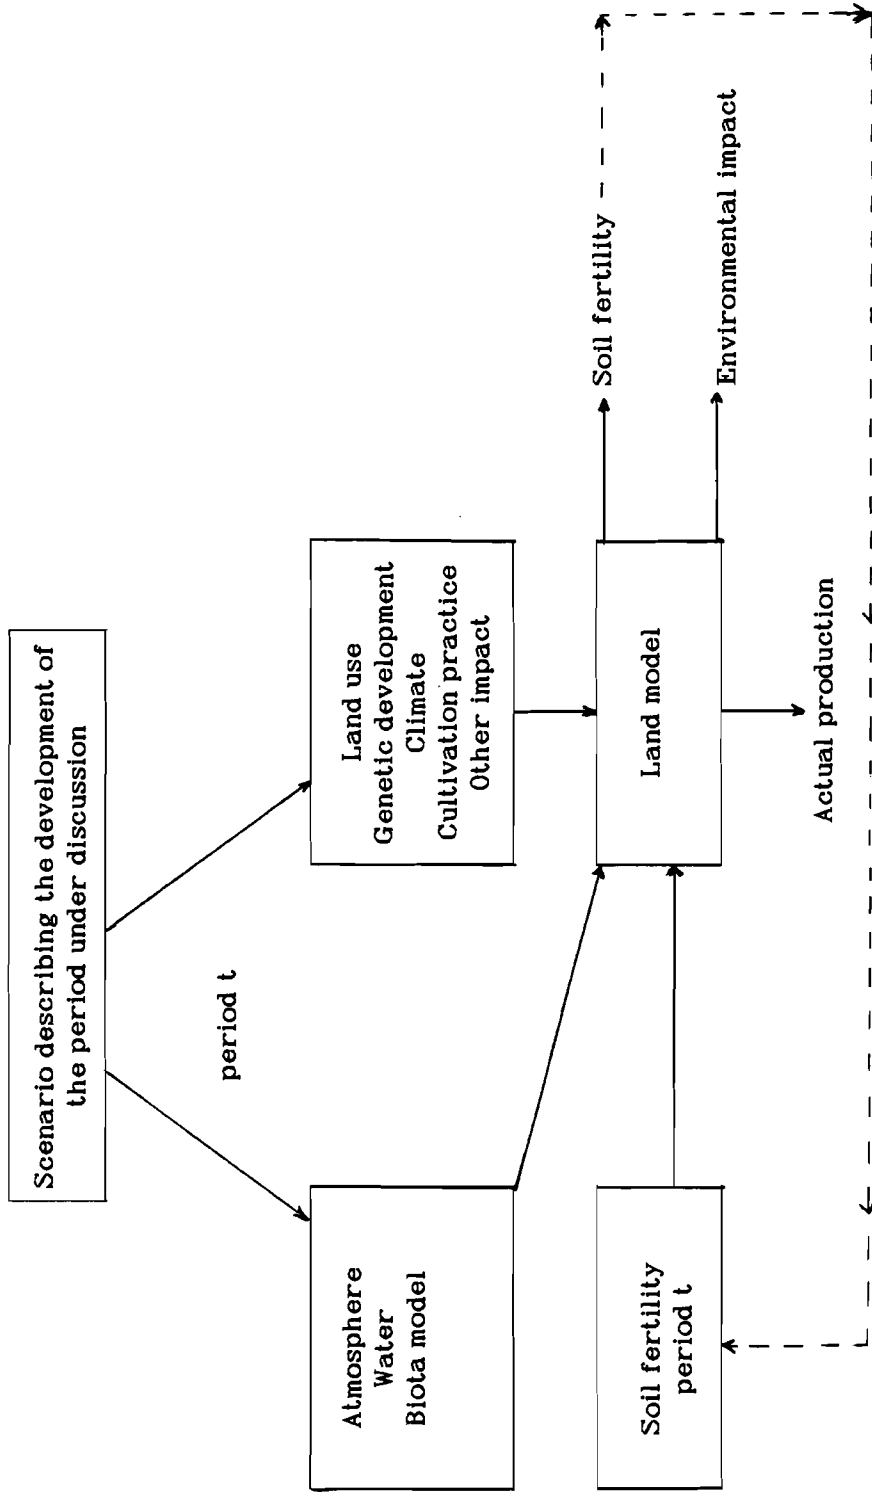 Scenario describing the development of
the period under discussion
period t
Atmosphere
Water
Biota model
Land use
Genetic development
Climate
Cultivation practice
Other impact
Soil fertility
period t
Land model
Soil fertility
Environmental impact
Actual production